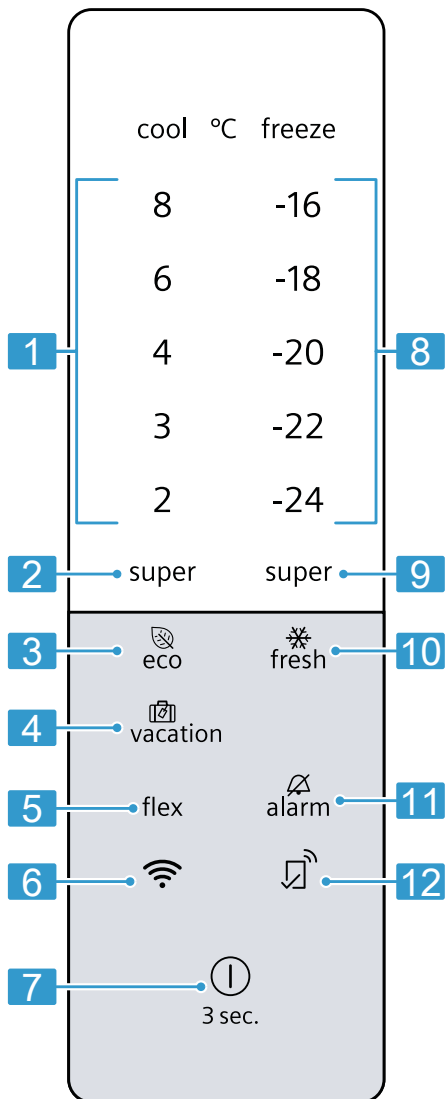 cool °C freeze
8 -16
6 -18
1 4 -20 8
3 -22
2 -24
2 super super 9
3 eco fresh 10
4 vacation
5 flex alarm 11
6 12
7
3 sec.